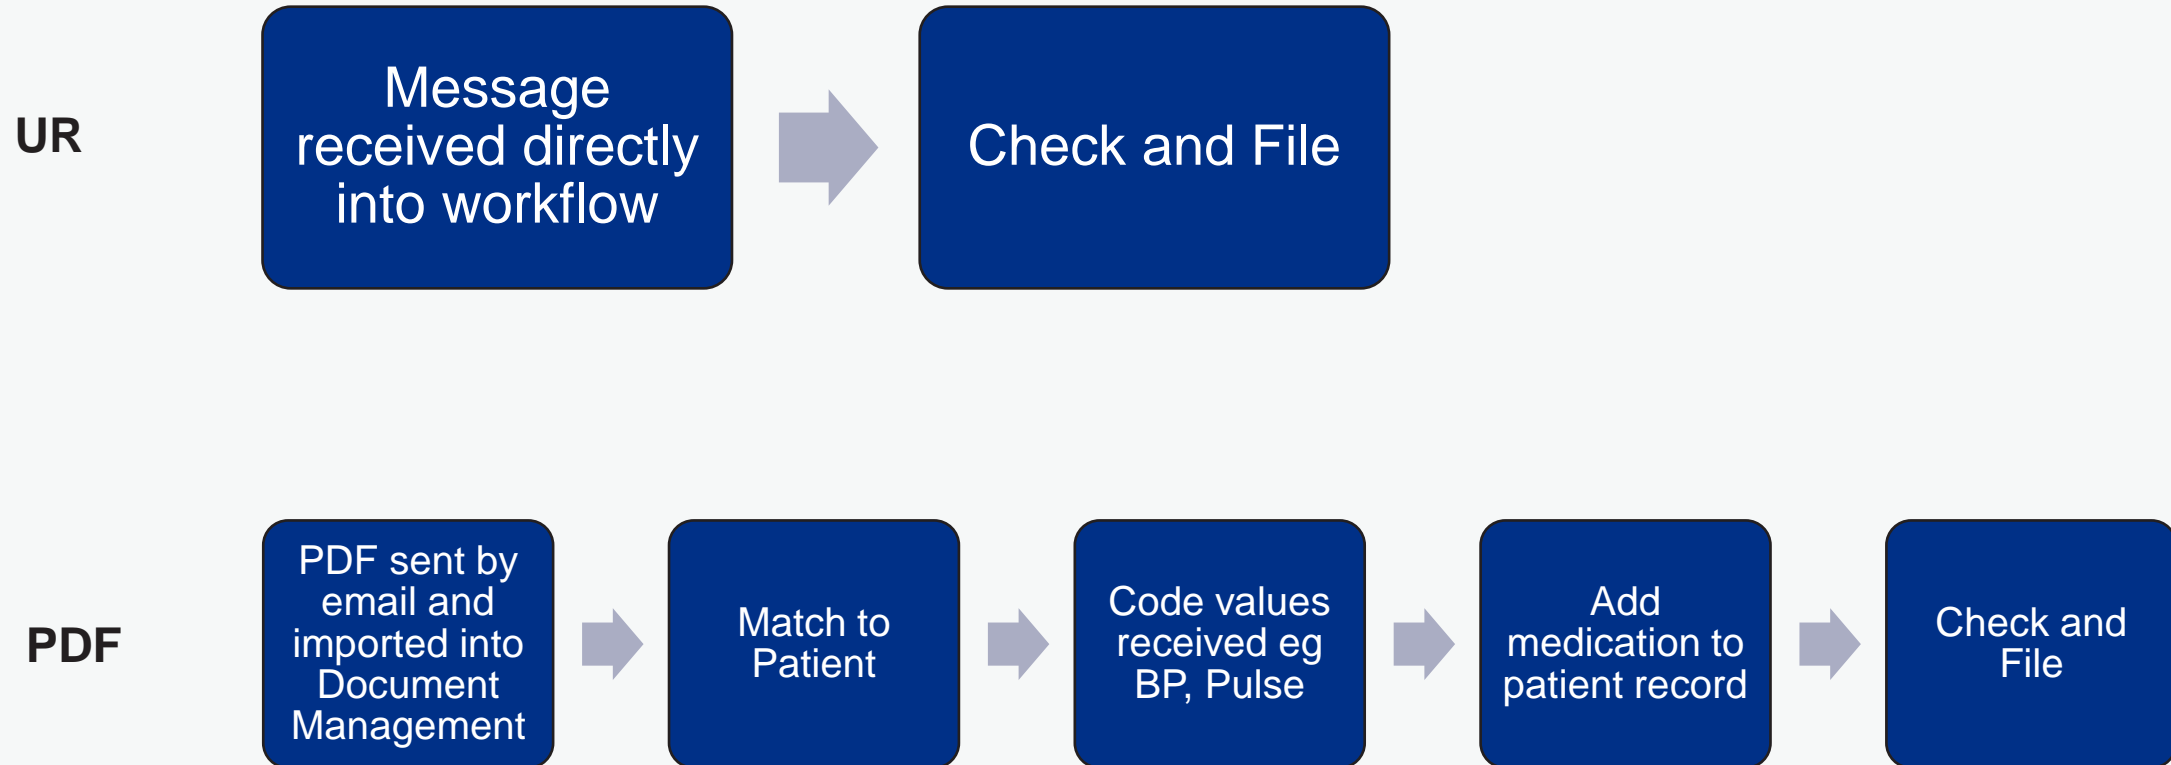 UR
Message
received directly
into workflow
Check and File
PDF
PDF sent by
email and
imported into
Document
Management
Match to
Patient
Code values
received eg
BP, Pulse
Add
medication to
patient record
Check and
File